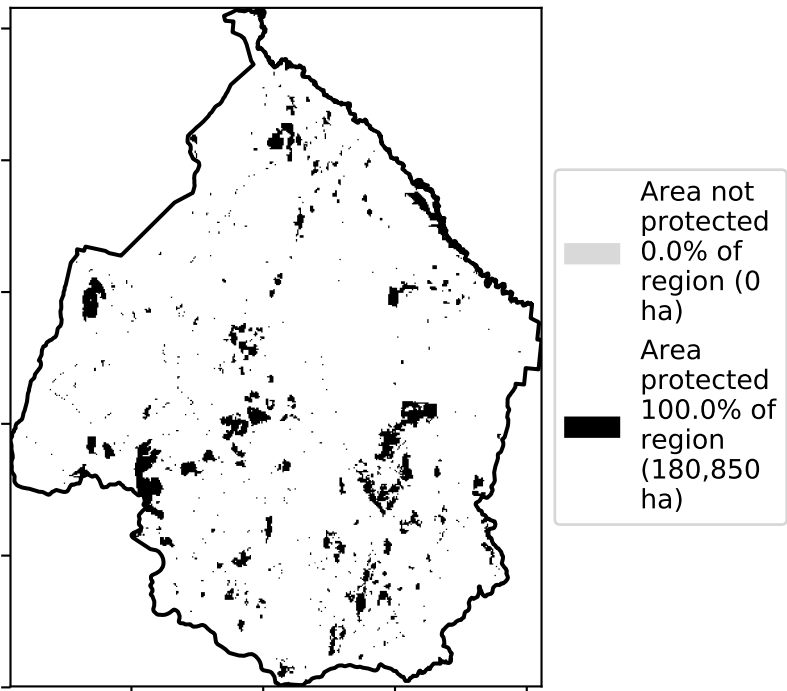 Area not
protected
0.0% of
region (0
ha)
Area
protected
100.0% of
region
(180,850
ha)